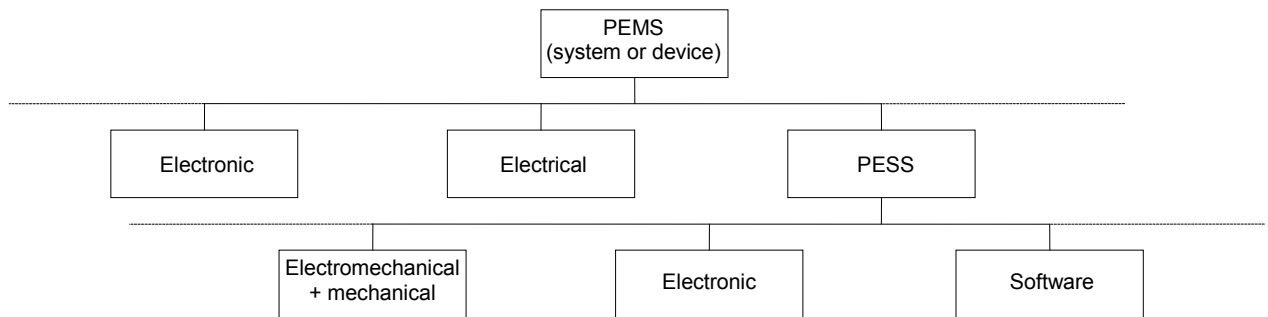 PEMS
(system or device)
Electronic
Electrical
PESS
Electromechanical
+ mechanical
Electronic
Software